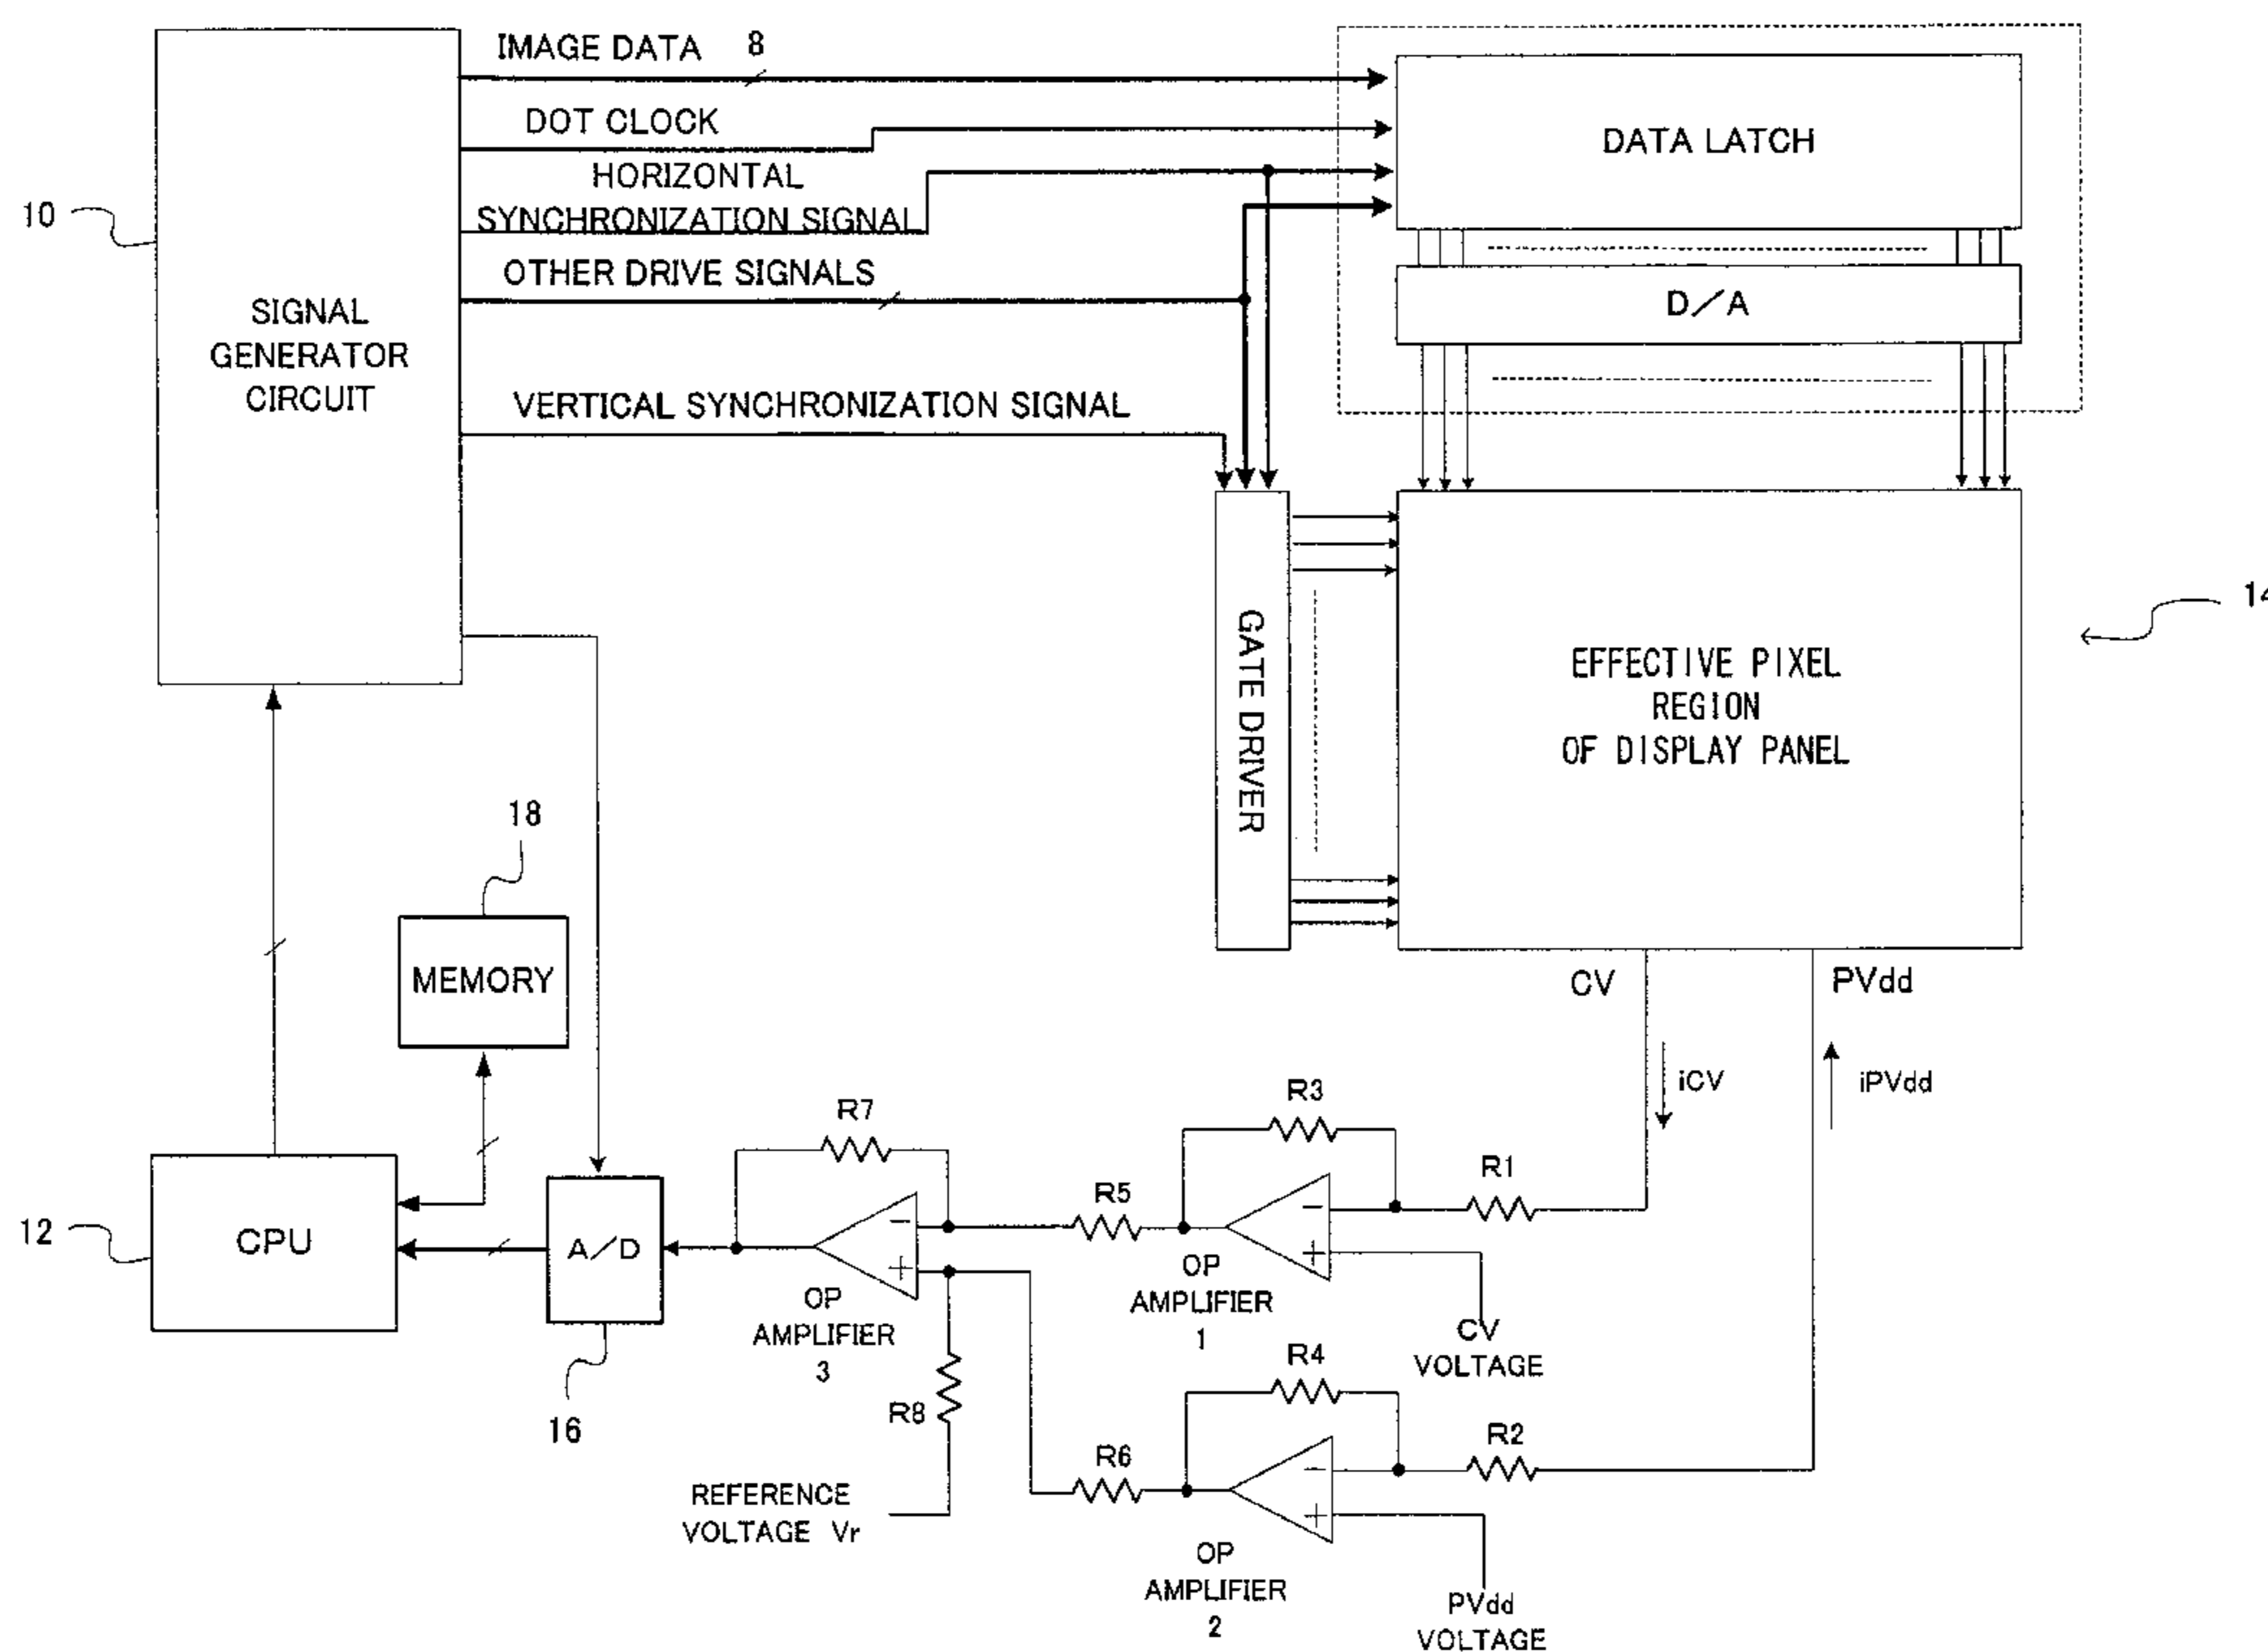 IMAGE DATA
8
DOT CLOCK
HORIZONTAL
SYNCHRONIZATION SIGNAL
OTHER DRIVE SIGNALS
VERTICAL SYNCHRONIZATION SIGNAL
10
SIGNAL
GENERATOR
CIRCUIT
DATA LATCH
D/A
GATE DRIVER
EFFECTIVE PIXEL
REGION
OF DISPLAY PANEL
14
18
MEMORY
CV
PVdd
iCV
iPVdd
12
CPU
A/D
16
R7
R3
R1
R5
-
+
-
+
OP
AMPLIFIER
3
OP
AMPLIFIER
1
CV
VOLTAGE
R8
R4
R2
R6
-
+
REFERENCE
VOLTAGE Vr
OP
AMPLIFIER
2
PVdd
VOLTAGE